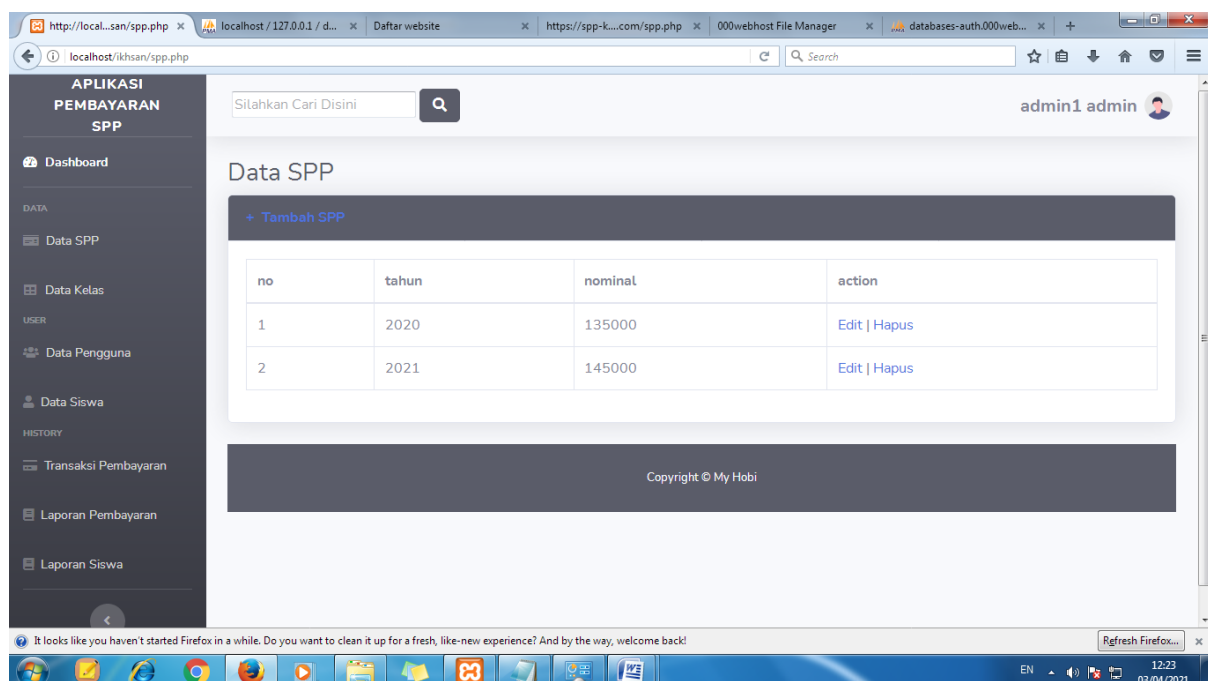 http://local...san/spp.php
localhost / 127.0.0.1 / d...
Daftar website
https://spp-k....com/spp.php
000webhost File Manager
databases-auth.000web...
localhost/ikhsan/spp.php
Search
APLIKASI
PEMBAYARAN
SPP
Dashboard
DATA
Data SPP
Data Kelas
USER
Data Pengguna
Data Siswa
HISTORY
Transaksi Pembayaran
Laporan Pembayaran
Laporan Siswa
Silahkan Cari Disini
admin1 admin
Data SPP
+ Tambah SPP
no tahun nominal action
1 2020 135000 Edit | Hapus
2 2021 145000 Edit | Hapus
Copyright © My Hobi
It looks like you haven't started Firefox in a while. Do you want to clean it up for a fresh, like-new experience? And by the way, welcome back!
Refresh Firefox...
EN
12:23
03/04/2021